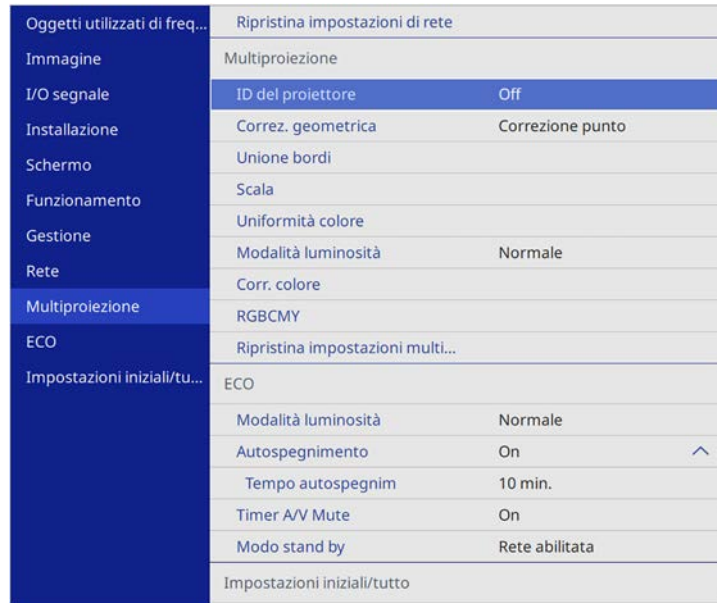 Oggetti utilizzati di freq...
Immagine
I/O segnale
Installazione
Schermo
Funzionamento
Gestione
Rete
Multiproiezione
ECO
Impostazioni iniziali/tu...
Ripristina impostazioni di rete
Multiproiezione
ID del proiettore Off
Correz. geometrica Correzione punto
Unione bordi
Scala
Uniformità colore
Modalità luminosità Normale
Corr. colore
RGBCMY
Ripristina impostazioni multi...
ECO
Modalità luminosità Normale
Autospegnimento On
Tempo autospegnim 10 min.
Timer A/V Mute On
Modo stand by Rete abilitata
Impostazioni iniziali/tutto